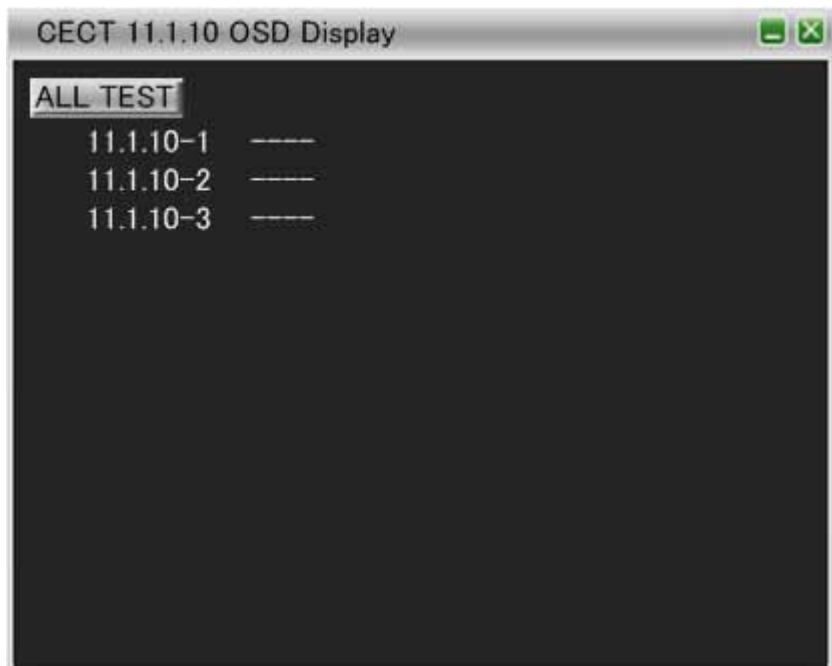 CECT 11.1.10 OSD Display
ALL TEST
11.1.10-1 ----
11.1.10-2 ----
11.1.10-3 ----